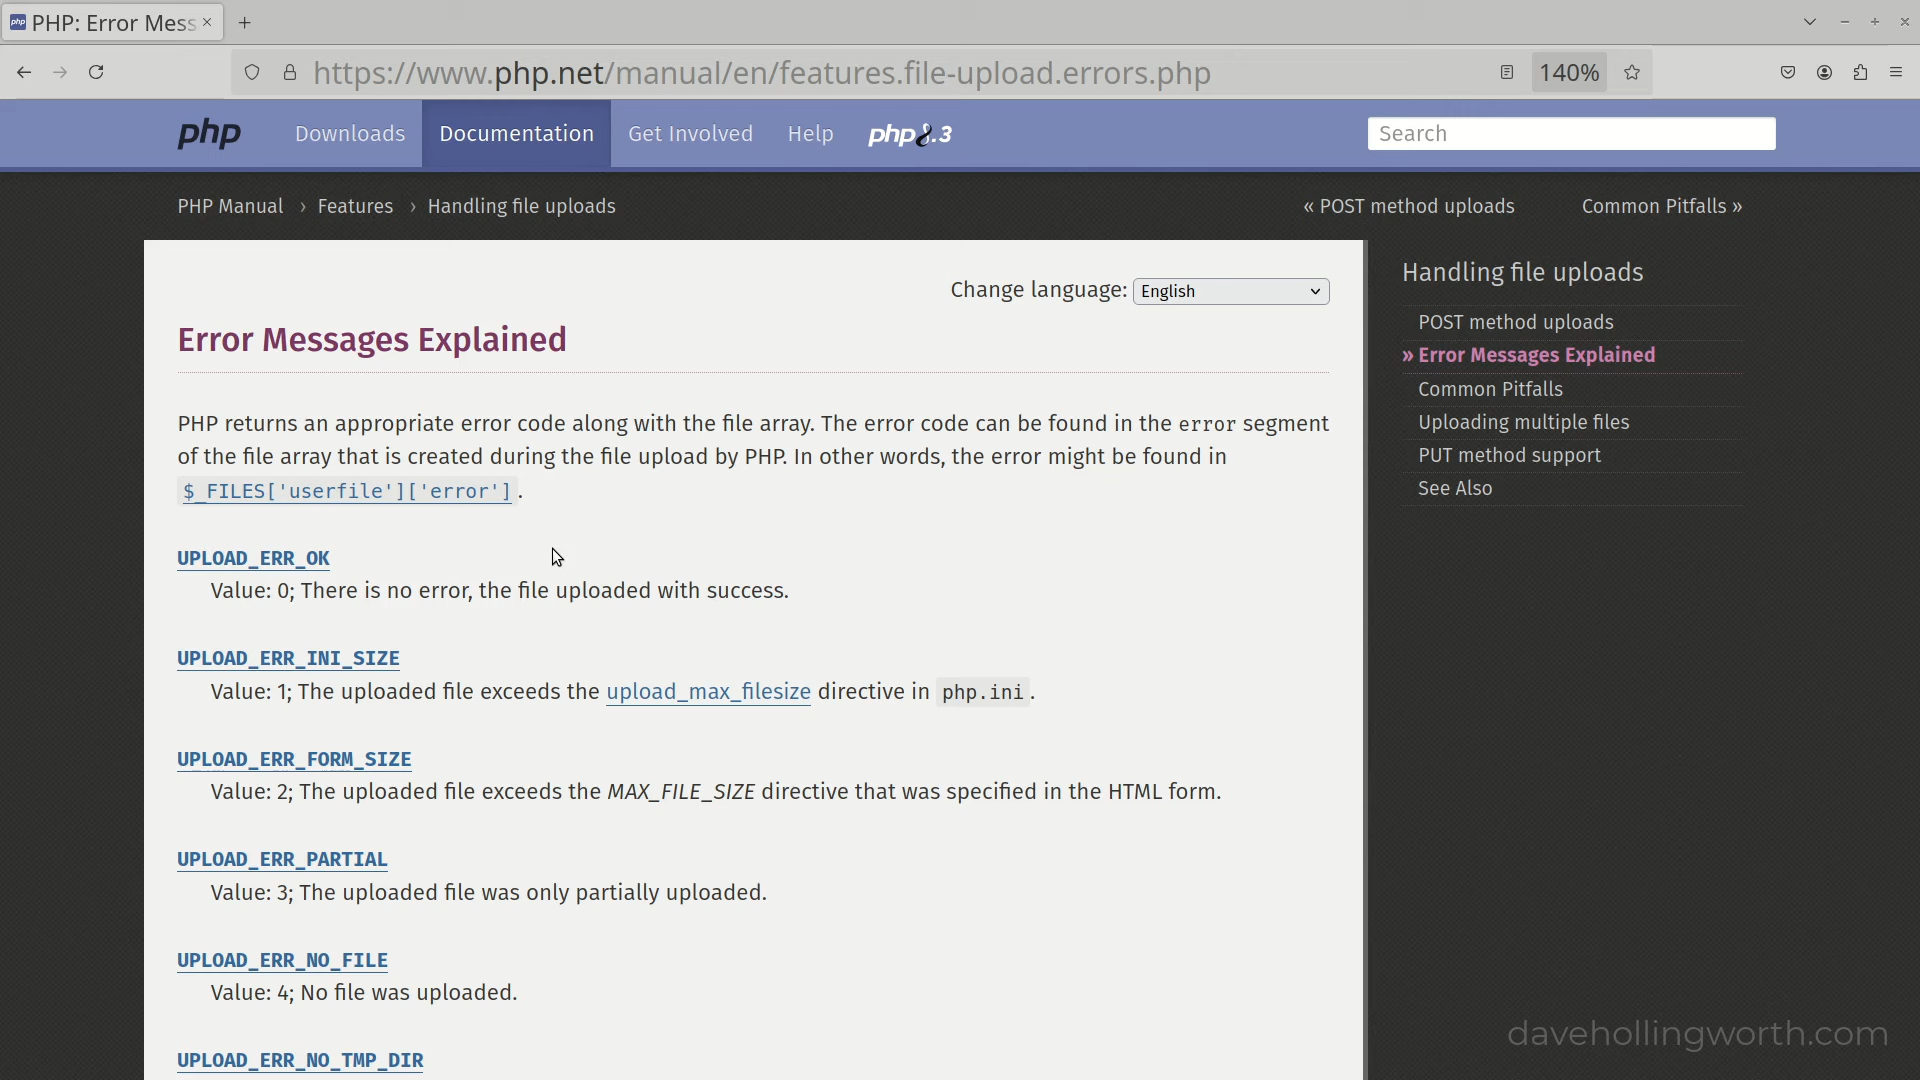 PHP: Error Mess
https://www.php.net/manual/en/features.file-upload.errors.php
140%
php
Downloads
Documentation
Get Involved
Help
php8.3
Search
PHP Manual › Features › Handling file uploads
« POST method uploads
Common Pitfalls »
Change language: English
Error Messages Explained
PHP returns an appropriate error code along with the file array. The error code can be found in the error segment
of the file array that is created during the file upload by PHP. In other words, the error might be found in
$_FILES['userfile']['error'].
UPLOAD_ERR_OK
Value: 0; There is no error, the file uploaded with success.
UPLOAD_ERR_INI_SIZE
Value: 1; The uploaded file exceeds the upload_max_filesize directive in php.ini.
UPLOAD_ERR_FORM_SIZE
Value: 2; The uploaded file exceeds the MAX_FILE_SIZE directive that was specified in the HTML form.
UPLOAD_ERR_PARTIAL
Value: 3; The uploaded file was only partially uploaded.
UPLOAD_ERR_NO_FILE
Value: 4; No file was uploaded.
UPLOAD_ERR_NO_TMP_DIR
Handling file uploads
POST method uploads
» Error Messages Explained
Common Pitfalls
Uploading multiple files
PUT method support
See Also
davehollingworth.com